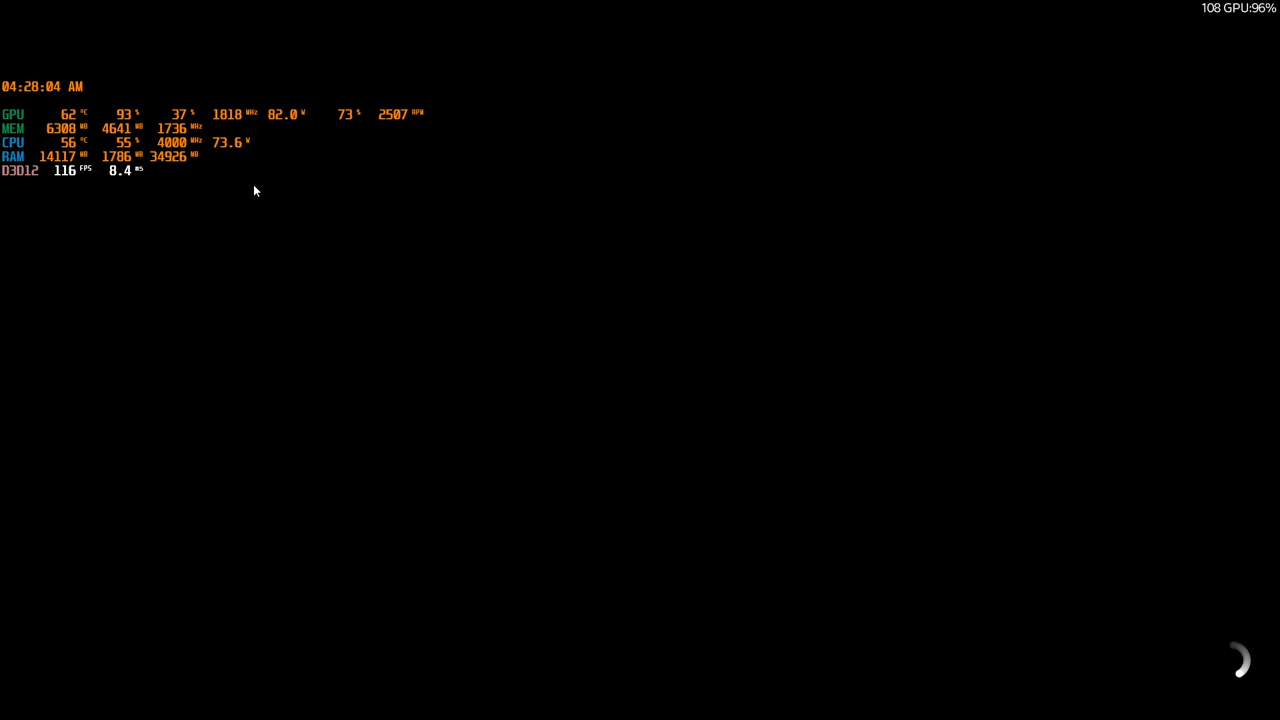 108 GPU:96%
04:28:04 AM
GPU 62 °C 93 % 37 % 1818 MHz 82.0 W 73 % 2507 RPM
MEM 6308 MB 4641 MB 1736 MHz
CPU 56 °C 55 % 4000 MHz 73.6 W
RAM 14117 MB 1786 MB 34926 MB
D3D12 116 FPS 8.4 ms